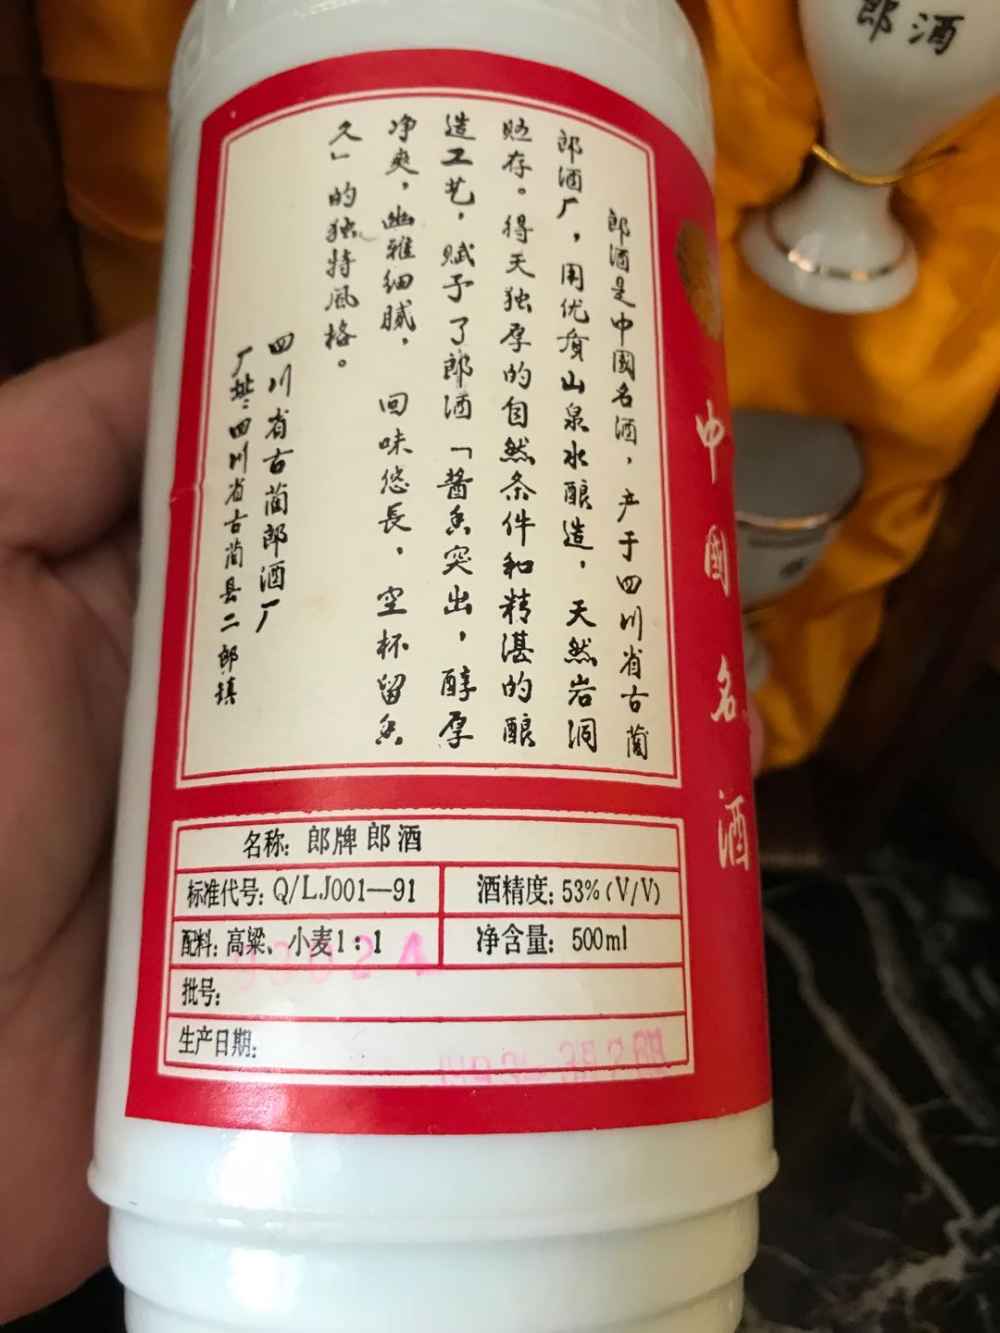 郎酒
郎酒是中國名酒，产于四川省古蔺
郎酒厂，用优质山泉水酿造，天然岩洞
贮存。得天独厚的自然条件和精湛的酿
造工艺，赋予了郎酒「酱香突出，醇厚
净爽，幽雅细腻，回味悠長，空杯留香
久」的独特风格。
四川省古蔺郎酒厂
厂址：四川省古蔺县二郎镇
中國名酒
名称：郎牌郎酒
标准代号：Q/LJ001—91
酒精度：53%(V/V)
配料：高粱、小麦1：1
净含量：500ml
批号：
生产日期：